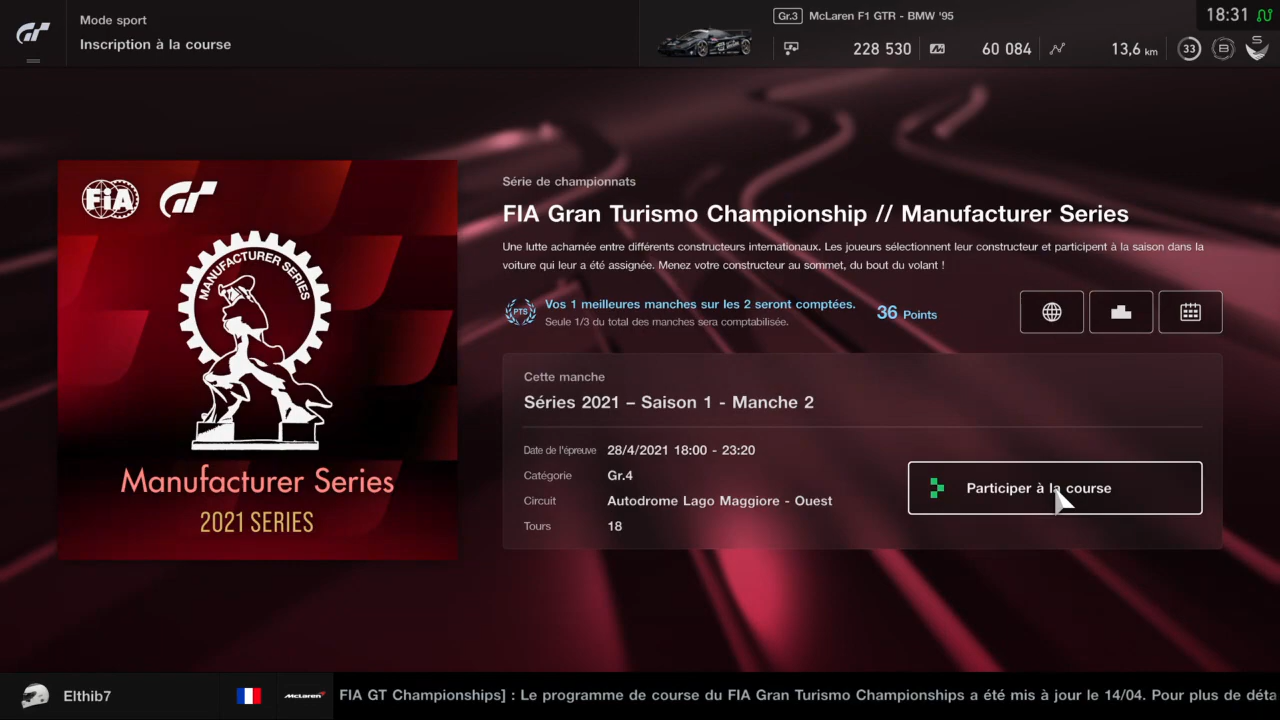 Mode sport
Inscription à la course
Gr.3 McLaren F1 GTR - BMW '95
228 530 60 084 13,6 km 33 B S
18:31
FiA GT
MANUFACTURER SERIES
Manufacturer Series
2021 SERIES
Série de championnats
FIA Gran Turismo Championship // Manufacturer Series
Une lutte acharnée entre différents constructeurs internationaux. Les joueurs sélectionnent leur constructeur et participent à la saison dans la
voiture qui leur a été assignée. Menez votre constructeur au sommet, du bout du volant !
PTS
Vos 1 meilleures manches sur les 2 seront comptées.
Seule 1/3 du total des manches sera comptabilisée.
36 Points
Cette manche
Séries 2021 – Saison 1 - Manche 2
Date de l'épreuve 28/4/2021 18:00 - 23:20
Catégorie Gr.4
Circuit Autodrome Lago Maggiore - Ouest
Tours 18
Participer à la course
Elthib7
McLaren
FIA GT Championships] : Le programme de course du FIA Gran Turismo Championships a été mis à jour le 14/04. Pour plus de déta